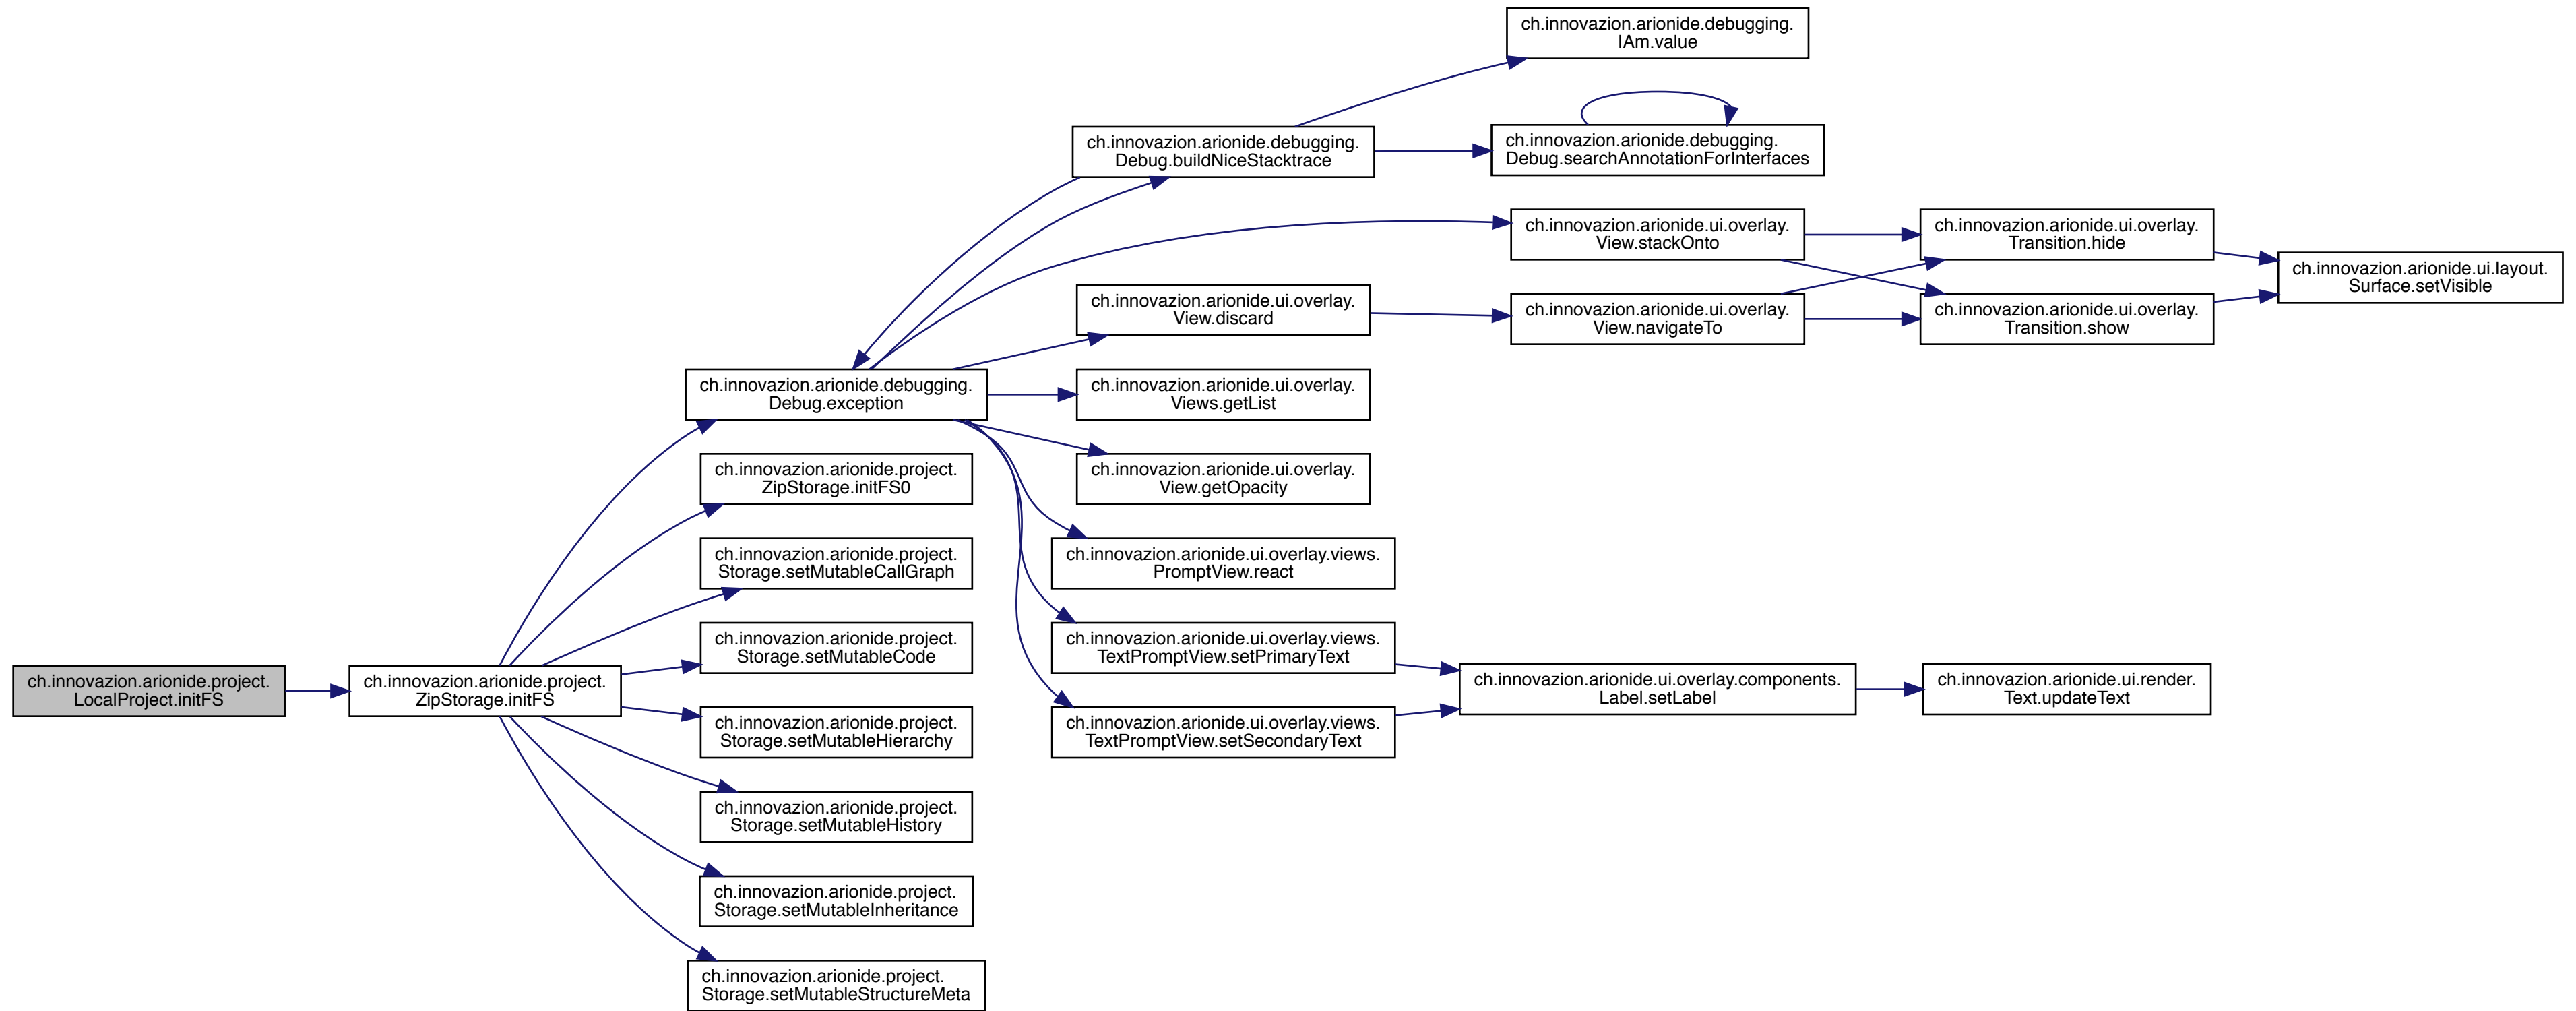 ch.innovazion.arionide.project.
LocalProject.initFS
ch.innovazion.arionide.project.
ZipStorage.initFS
ch.innovazion.arionide.debugging.
Debug.exception
ch.innovazion.arionide.project.
ZipStorage.initFS0
ch.innovazion.arionide.project.
Storage.setMutableCallGraph
ch.innovazion.arionide.project.
Storage.setMutableCode
ch.innovazion.arionide.project.
Storage.setMutableHierarchy
ch.innovazion.arionide.project.
Storage.setMutableHistory
ch.innovazion.arionide.project.
Storage.setMutableInheritance
ch.innovazion.arionide.project.
Storage.setMutableStructureMeta
ch.innovazion.arionide.debugging.
Debug.buildNiceStacktrace
ch.innovazion.arionide.ui.overlay.
View.discard
ch.innovazion.arionide.ui.overlay.
Views.getList
ch.innovazion.arionide.ui.overlay.
View.getOpacity
ch.innovazion.arionide.ui.overlay.views.
PromptView.react
ch.innovazion.arionide.ui.overlay.views.
TextPromptView.setPrimaryText
ch.innovazion.arionide.ui.overlay.views.
TextPromptView.setSecondaryText
ch.innovazion.arionide.debugging.
IAm.value
ch.innovazion.arionide.debugging.
Debug.searchAnnotationForInterfaces
ch.innovazion.arionide.ui.overlay.
View.stackOnto
ch.innovazion.arionide.ui.overlay.
View.navigateTo
ch.innovazion.arionide.ui.overlay.components.
Label.setLabel
ch.innovazion.arionide.ui.overlay.
Transition.hide
ch.innovazion.arionide.ui.overlay.
Transition.show
ch.innovazion.arionide.ui.render.
Text.updateText
ch.innovazion.arionide.ui.layout.
Surface.setVisible